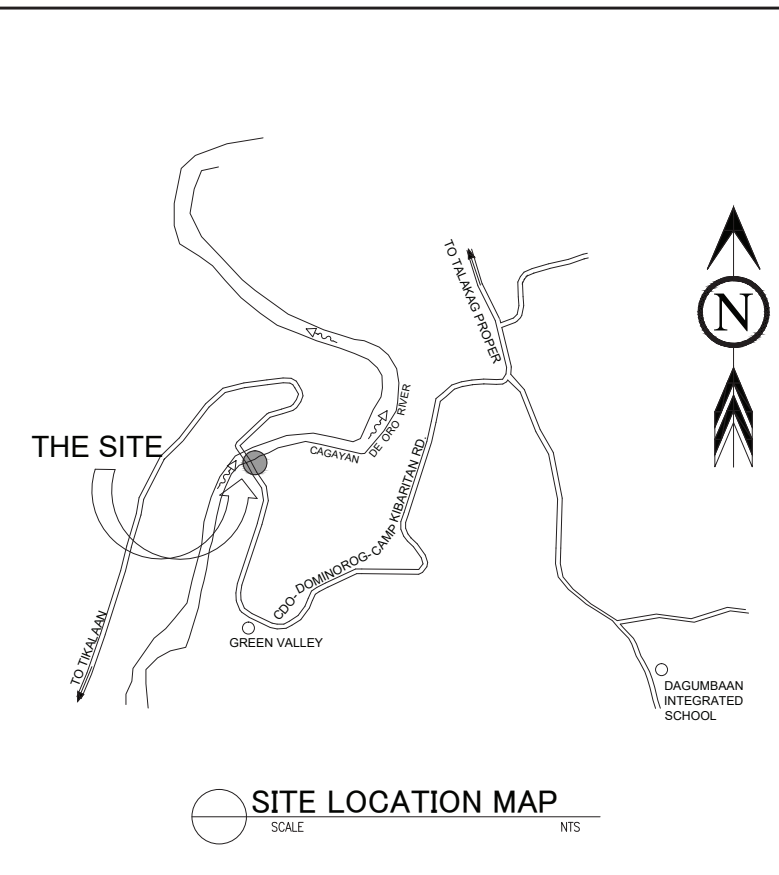 TO TALAKAG PROPER
N
THE SITE
CAGAYAN DE ORO RIVER
CDO-DOMINOROG-CAMP KIBARITAN RD.
TO TIKALAAN
GREEN VALLEY
DAGUMBAAN
INTEGRATED
SCHOOL
SITE LOCATION MAP
SCALE NTS